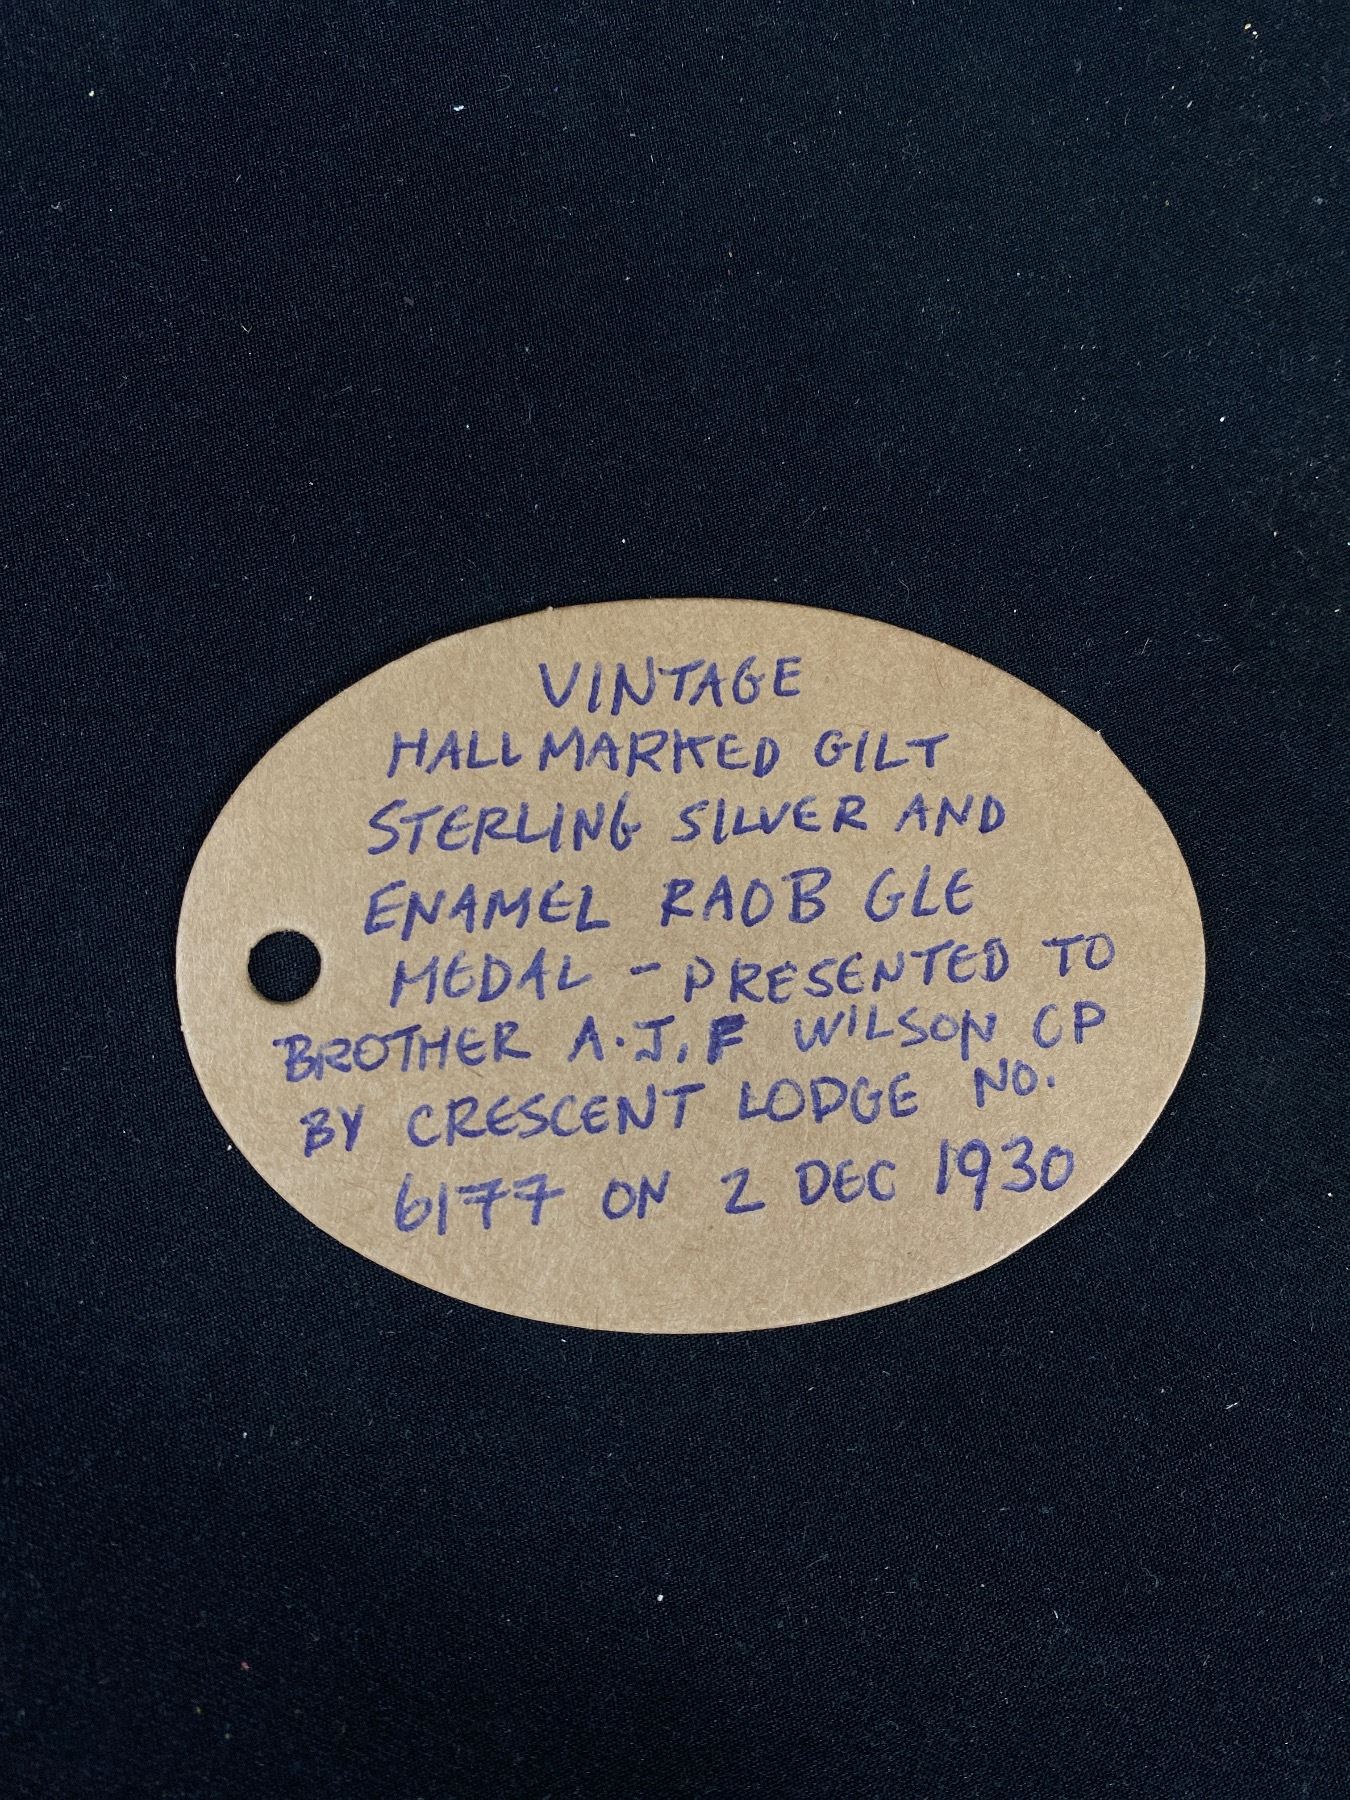 VINTAGE
HALLMARKED GILT
STERLING SILVER AND
ENAMEL RAOB GLE
MEDAL - PRESENTED TO
BROTHER A.J.F WILSON CP
BY CRESCENT LODGE NO.
6177 ON 2 DEC 1930